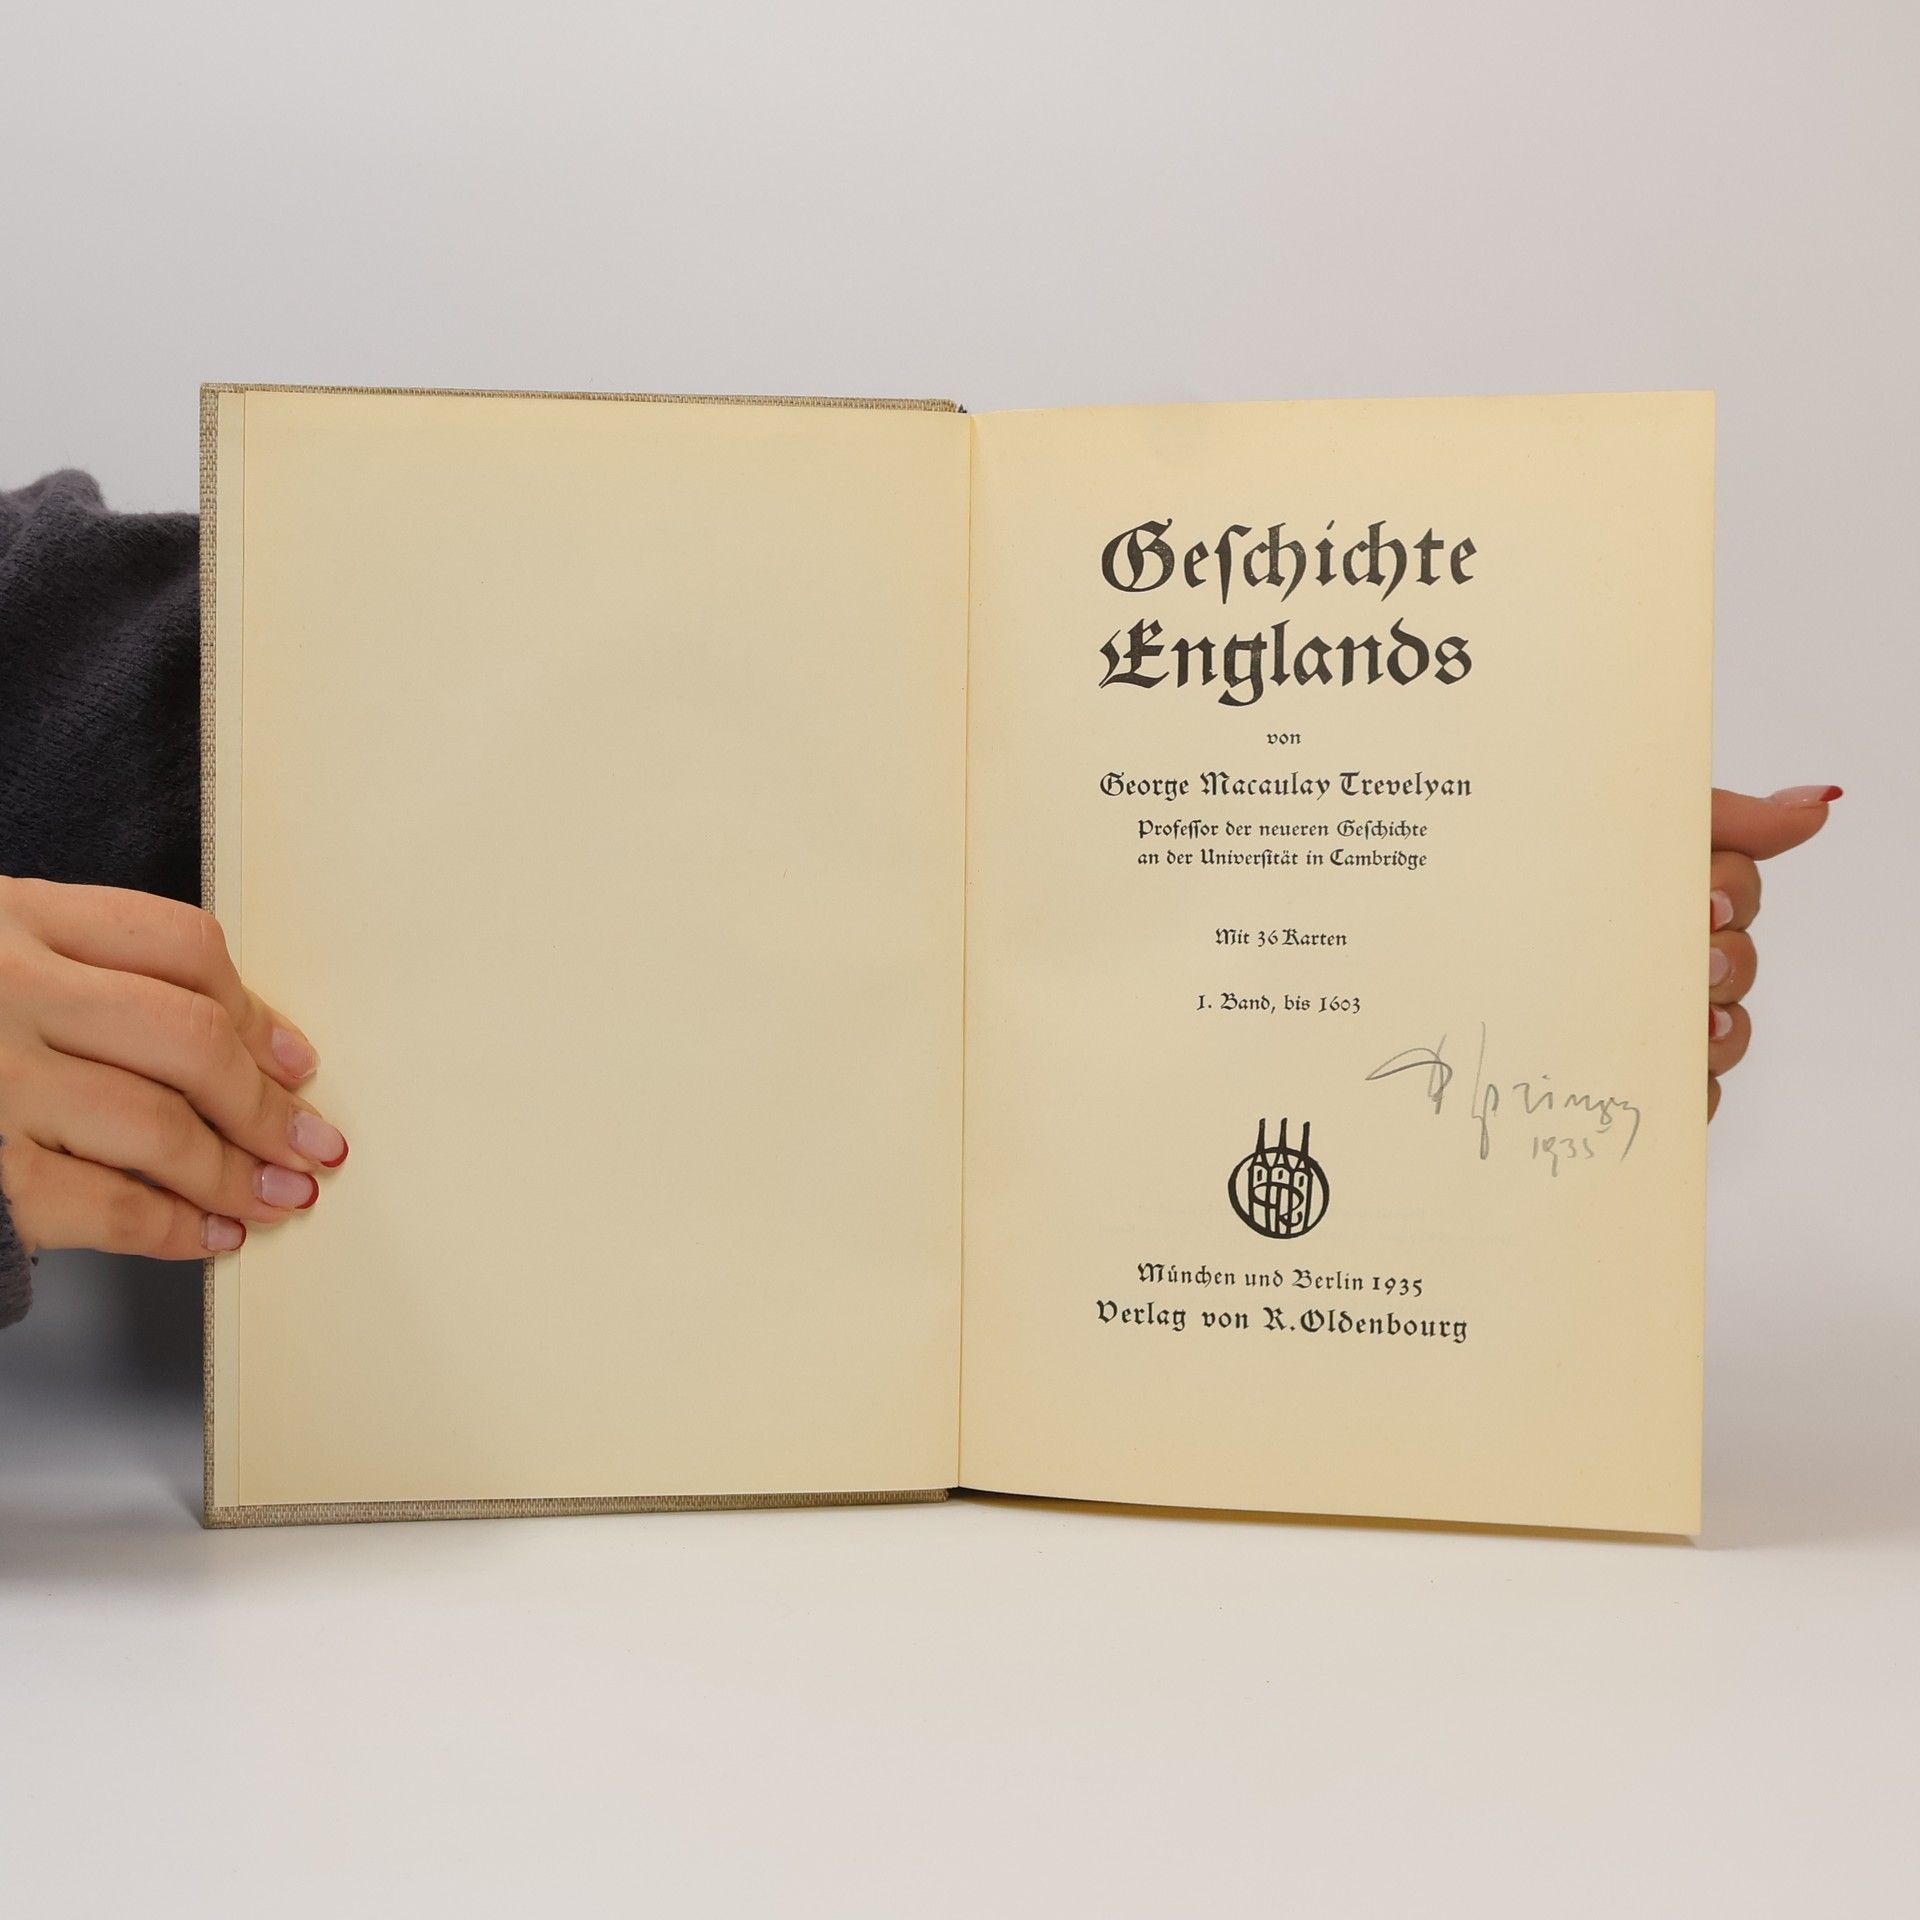 Geſchichte
Englands
von
George Macaulay Trevelyan
Profeſſor der neueren Geſchichte
an der Univerſität in Cambridge
Mit 36 Karten
1. Band, bis 1603
1935
München und Berlin 1935
Verlag von R. Oldenbourg